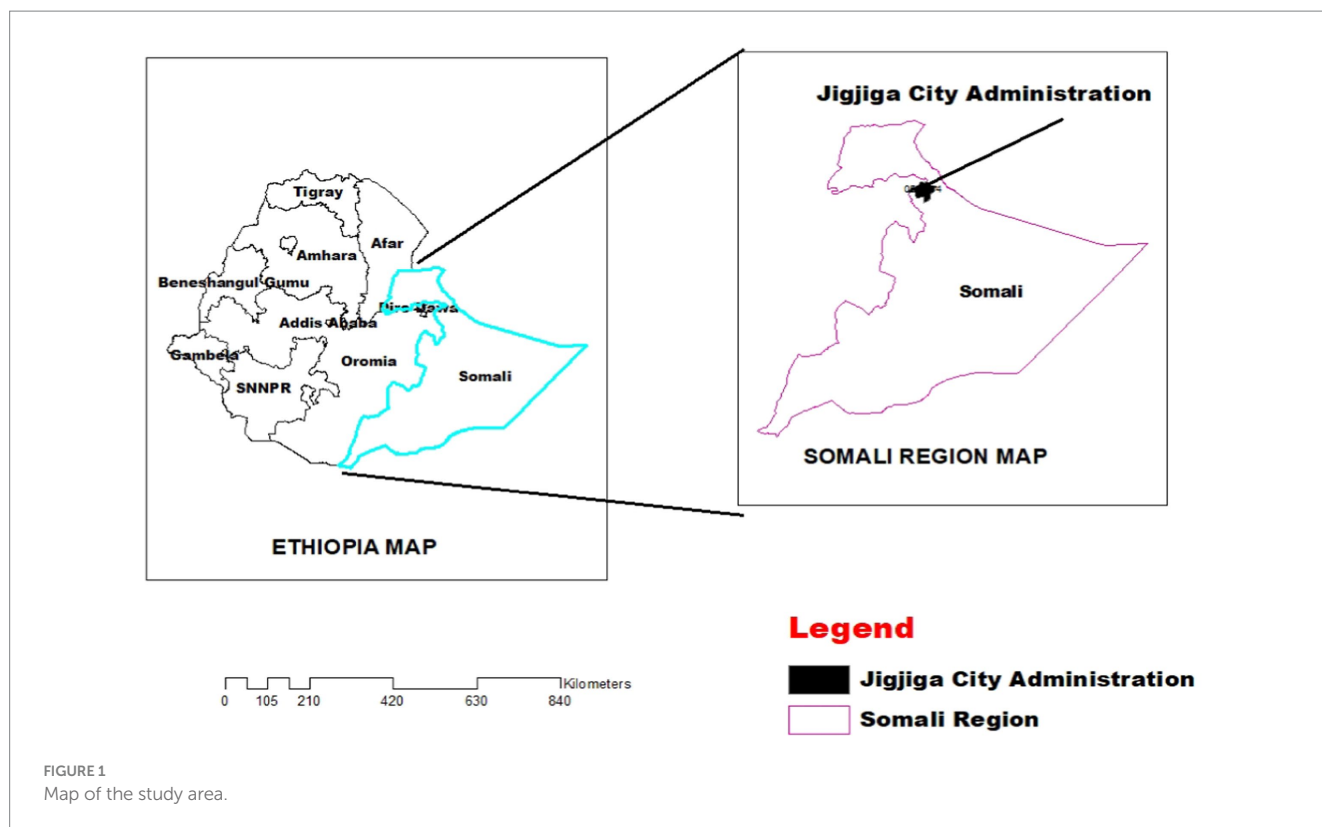 Jigjiga City Administration
Tigray
Afar
Amhara
Beneshangul Gumu
Dire Dawa
Addis Ababa
Gambela
Oromia
SNNPR
Somali
ETHIOPIA MAP
Somali
SOMALI REGION MAP
Legend
Jigjiga City Administration
Somali Region
Kilometers
0 105 210 420 630 840
FIGURE 1
Map of the study area.